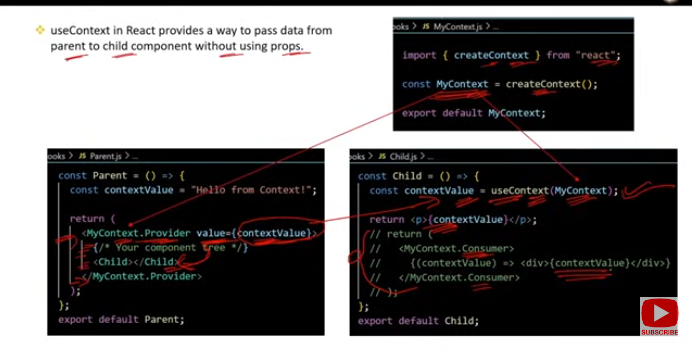 useContext in React provides a way to pass data from
parent to child component without using props.
ooks > JS MyContext.js > ...
import { createContext } from "react";
const MyContext = createContext();
export default MyContext;
ooks > JS Parent.js > ...
const Parent = () => {
const contextValue = "Hello from Context!";
return (
<MyContext.Provider value={contextValue}>
{/* Your component tree */}
<Child></Child>
</MyContext.Provider>
);
};
export default Parent;
ooks > JS Child.js > ...
const Child = () => {
const contextValue = useContext(MyContext);
return <p>{contextValue}</p>;
// return (
// <MyContext.Consumer>
// {(contextValue) => <div>{contextValue}</div>}
// </MyContext.Consumer>
// );
};
export default Child;